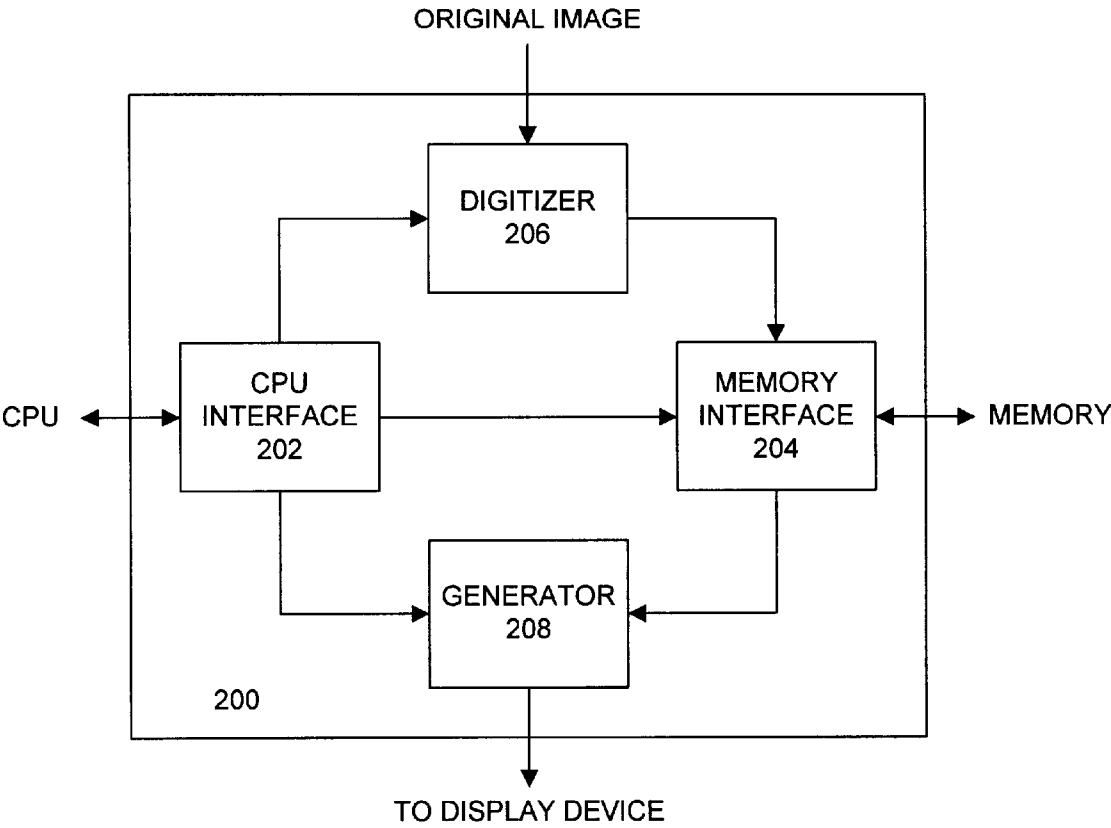 ORIGINAL IMAGE
DIGITIZER
206
CPU
INTERFACE
202
MEMORY
INTERFACE
204
CPU
MEMORY
GENERATOR
208
200
TO DISPLAY DEVICE